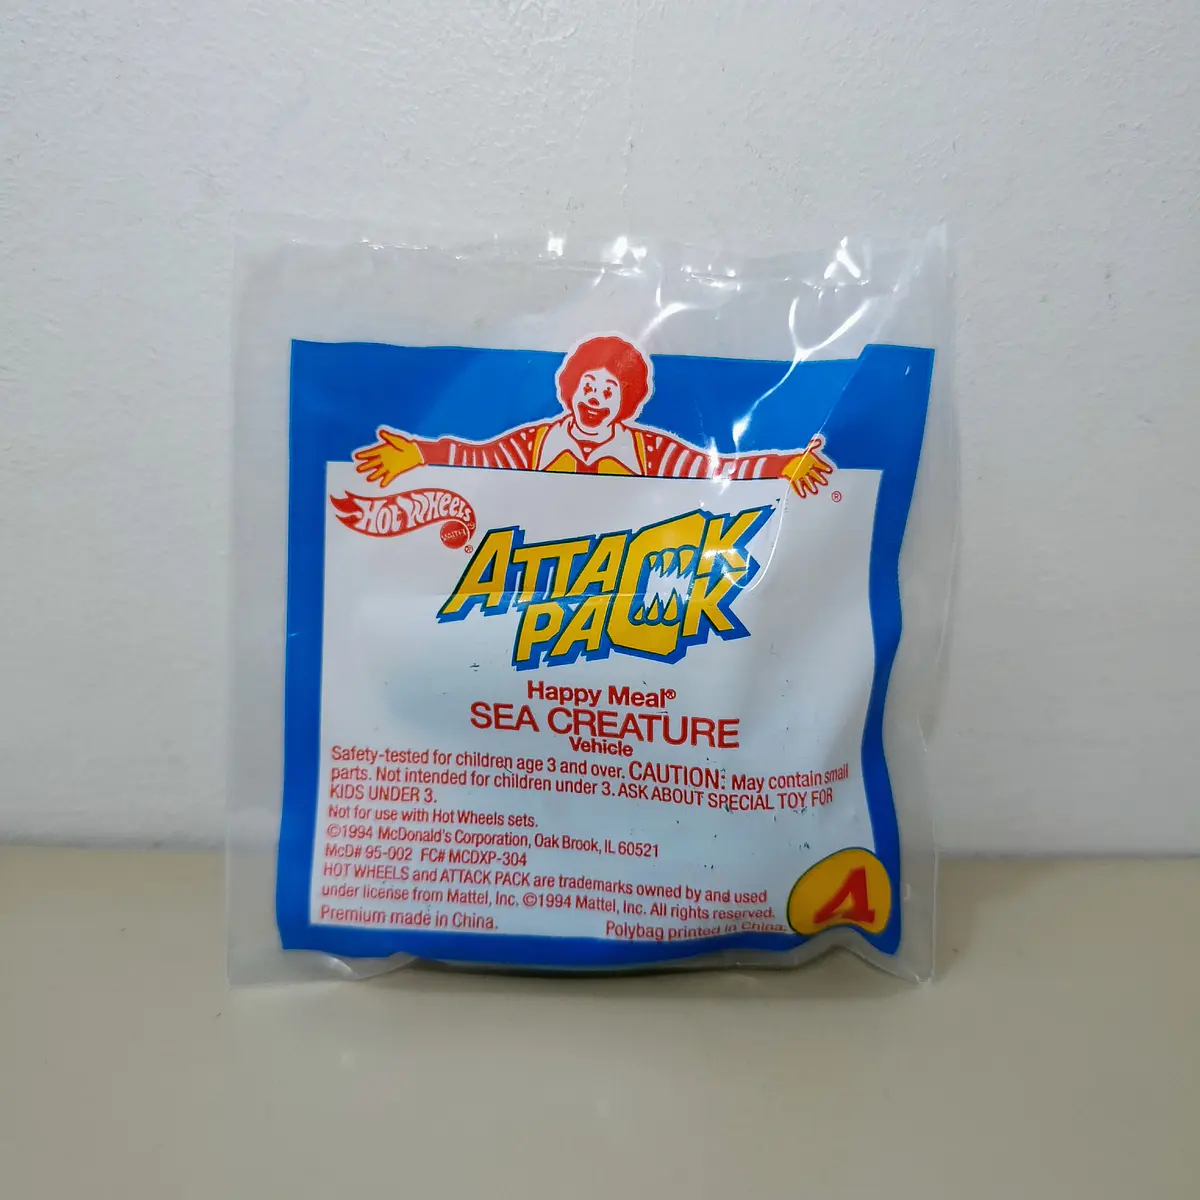 HOT WHEELS
MATTEL
®
®
ATTACK
PACK
Happy Meal®
SEA CREATURE
Vehicle
Safety-tested for children age 3 and over. CAUTION: May contain small
parts. Not intended for children under 3. ASK ABOUT SPECIAL TOY FOR
KIDS UNDER 3.
Not for use with Hot Wheels sets.
©1994 McDonald's Corporation, Oak Brook, IL 60521
McD# 95-002 FC# MCDXP-304
HOT WHEELS and ATTACK PACK are trademarks owned by and used
under license from Mattel, Inc. ©1994 Mattel, Inc. All rights reserved.
Premium made in China.
Polybag printed in China.
4